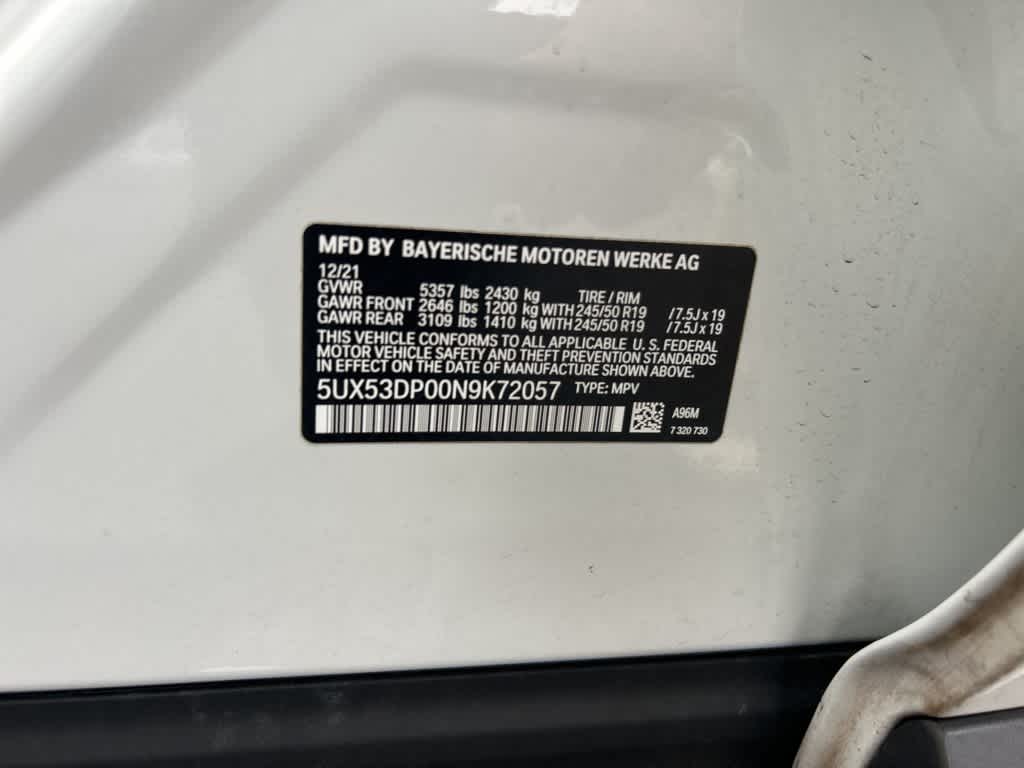 MFD BY BAYERISCHE MOTOREN WERKE AG
12/21
GVWR 5357 lbs 2430 kg TIRE / RIM
GAWR FRONT 2646 lbs 1200 kg WITH 245/50 R19 / 7.5J x 19
GAWR REAR 3109 lbs 1410 kg WITH 245/50 R19 / 7.5J x 19
THIS VEHICLE CONFORMS TO ALL APPLICABLE U. S. FEDERAL
MOTOR VEHICLE SAFETY AND THEFT PREVENTION STANDARDS
IN EFFECT ON THE DATE OF MANUFACTURE SHOWN ABOVE.
5UX53DP00N9K72057 TYPE: MPV
A96M
7 320 730